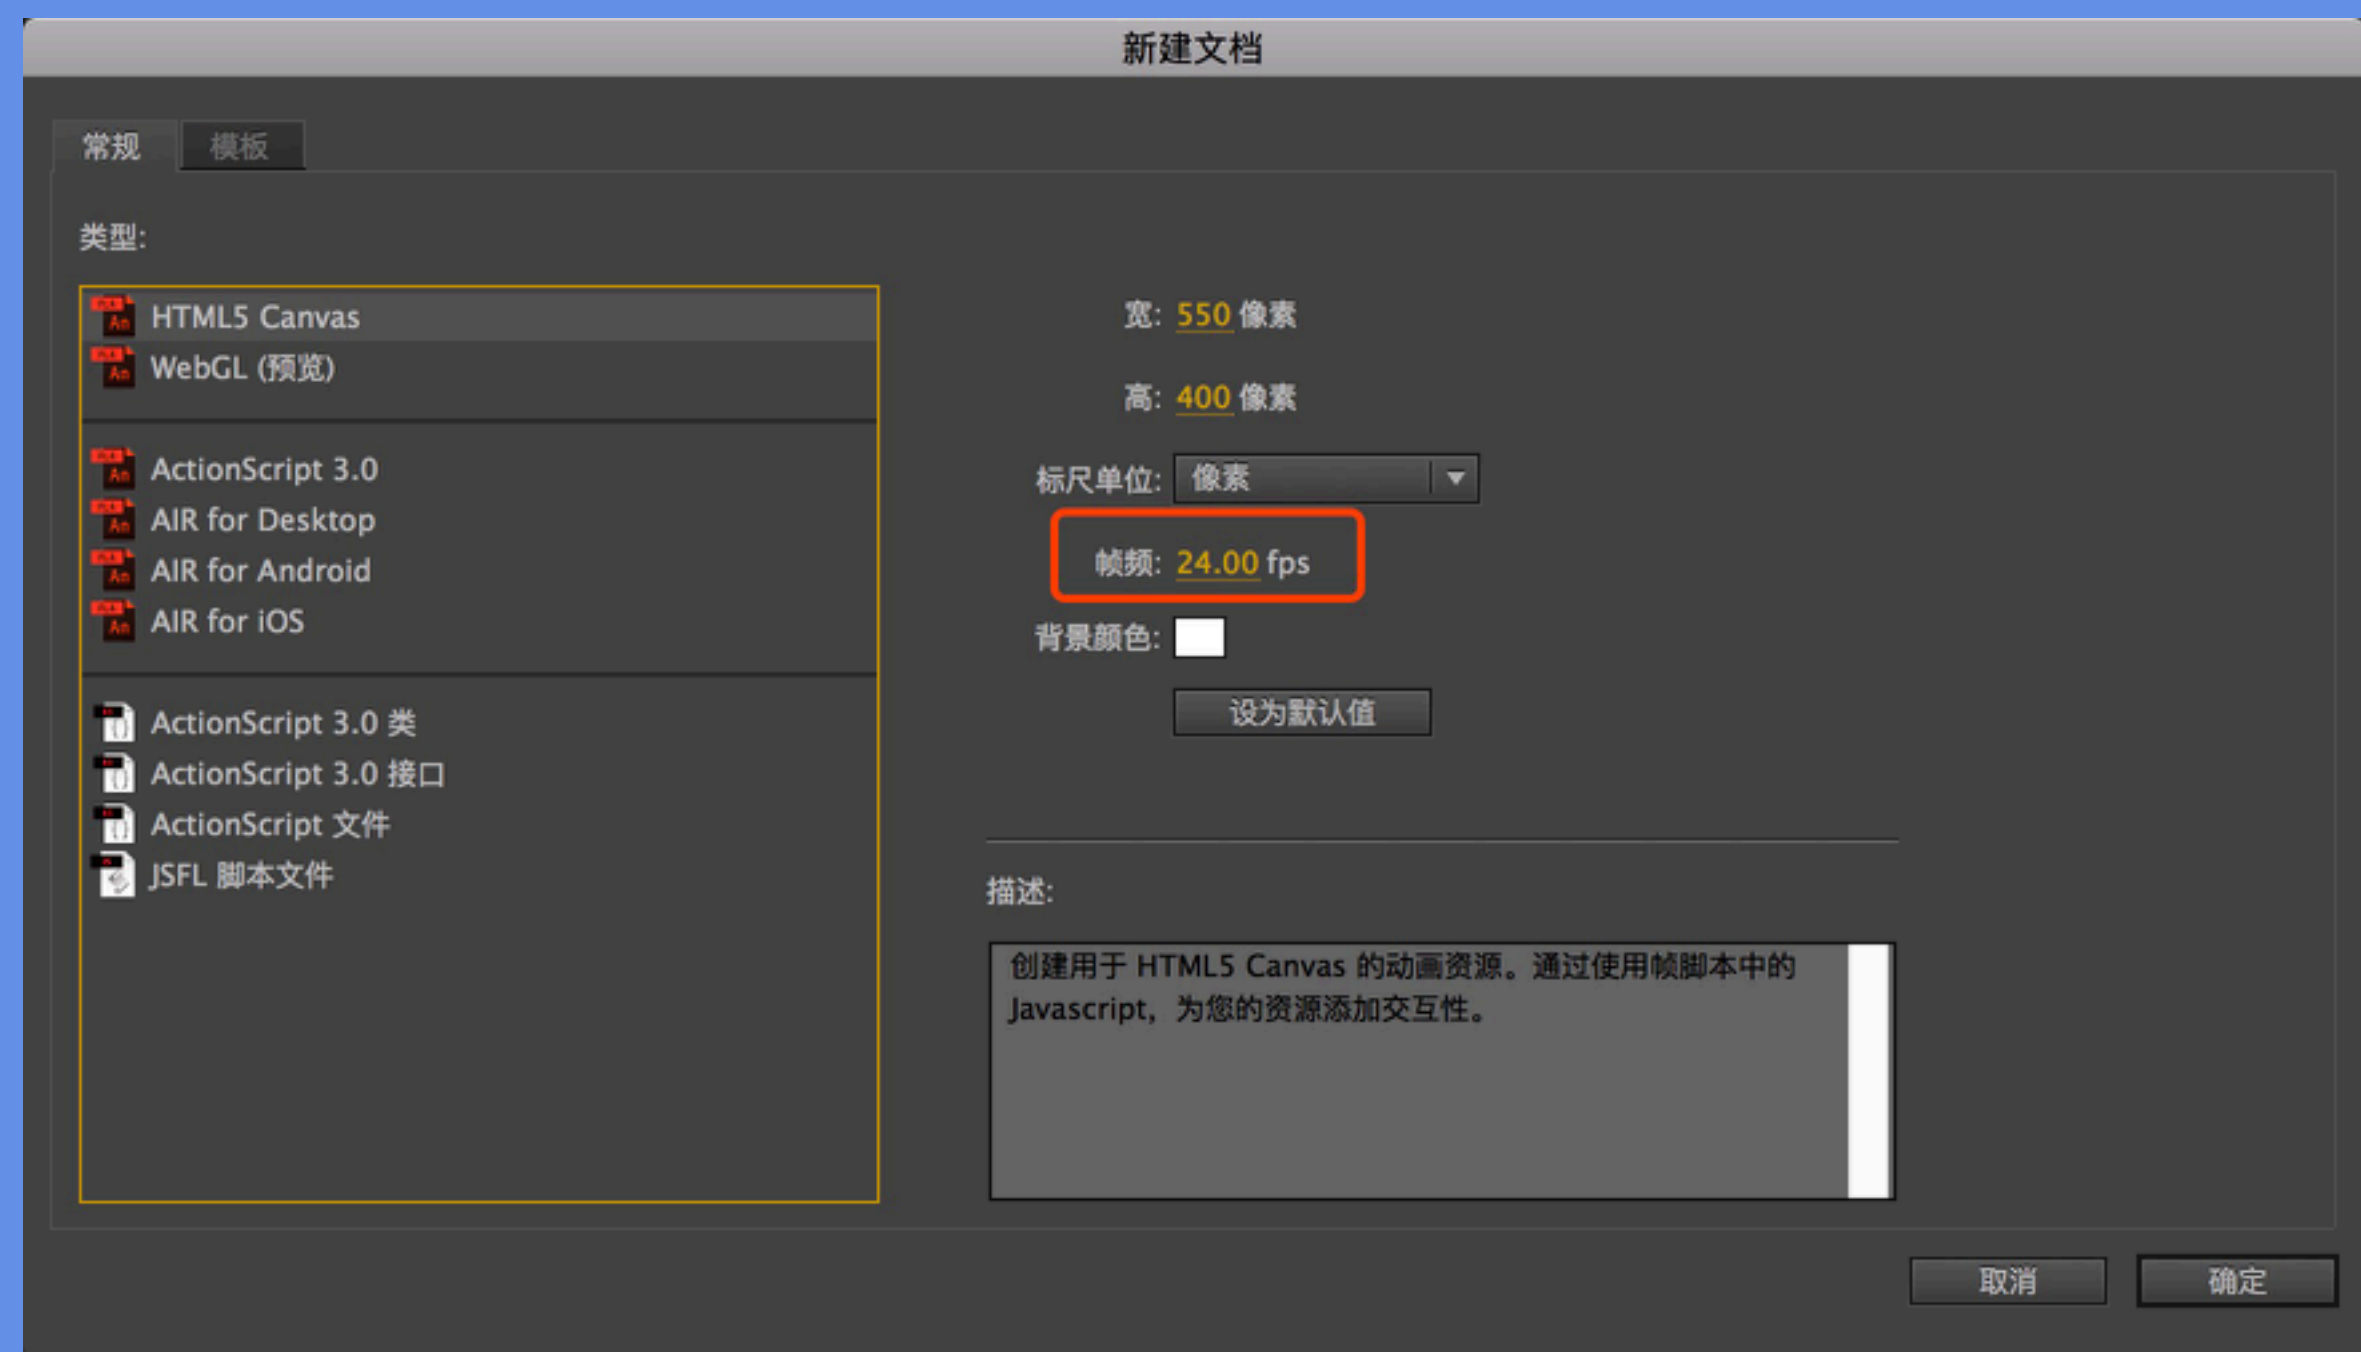 新建文档
常规
模板
类型:
HTML5 Canvas
WebGL (预览)
ActionScript 3.0
AIR for Desktop
AIR for Android
AIR for iOS
ActionScript 3.0 类
ActionScript 3.0 接口
ActionScript 文件
JSFL 脚本文件
宽: 550 像素
高: 400 像素
标尺单位: 像素
帧频: 24.00 fps
背景颜色:
设为默认值
描述:
创建用于 HTML5 Canvas 的动画资源。通过使用帧脚本中的
Javascript，为您的资源添加交互性。
取消
确定